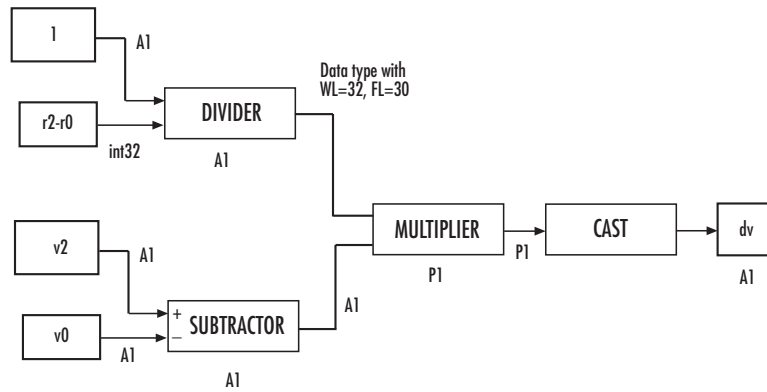 1
A1
Data type with
WL=32, FL=30
DIVIDER
r2-r0
int32
A1
MULTIPLIER
CAST
dv
v2
A1
P1
P1
A1
A1
+
SUBTRACTOR
−
v0
A1
A1